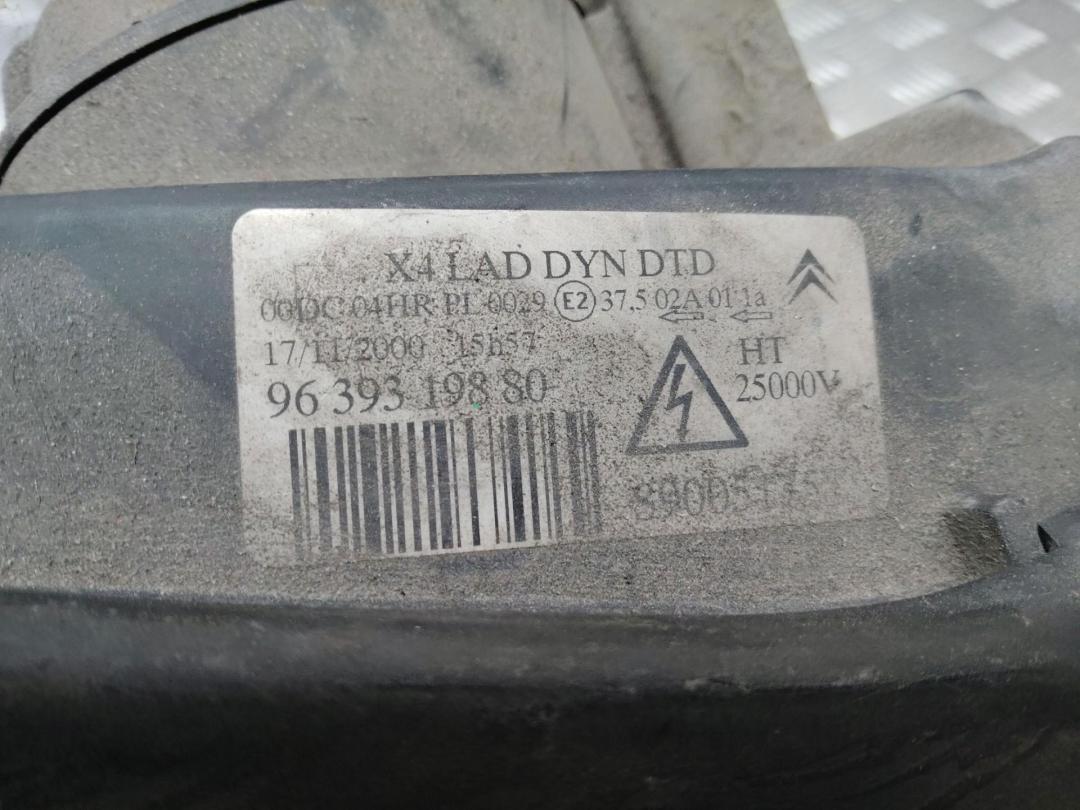 X4 LAD DYN DTD
00DC 04HR PL 0029 E2 37,5 02A 01 1a
17/11/2000 15h57
96 393 198 80
HT
25000V
89005175